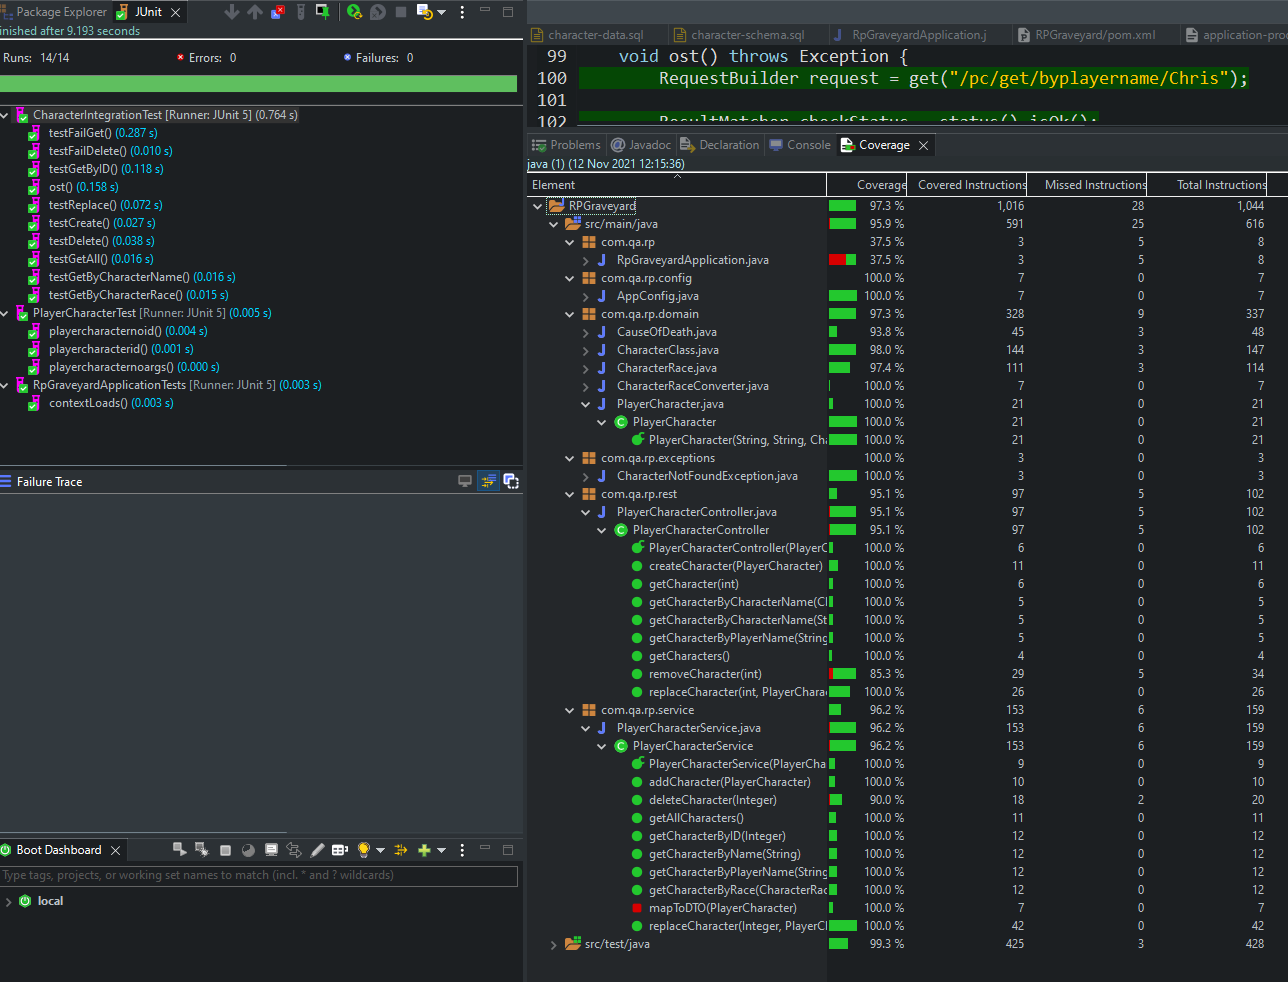 Package Explorer
JUnit
inished after 9.193 seconds
Runs: 14/14
Errors: 0
Failures: 0
CharacterIntegrationTest [Runner: JUnit 5] (0.764 s)
testFailGet() (0.287 s)
testFailDelete() (0.010 s)
testGetByID() (0.118 s)
ost() (0.158 s)
testReplace() (0.072 s)
testCreate() (0.027 s)
testDelete() (0.038 s)
testGetAll() (0.016 s)
testGetByCharacterName() (0.016 s)
testGetByCharacterRace() (0.015 s)
PlayerCharacterTest [Runner: JUnit 5] (0.005 s)
playercharacternoid() (0.004 s)
playercharacterid() (0.001 s)
playercharacternoargs() (0.000 s)
RpGraveyardApplicationTests [Runner: JUnit 5] (0.003 s)
contextLoads() (0.003 s)
Failure Trace
Boot Dashboard
Type tags, projects, or working set names to match (incl. * and ? wildcards)
local
character-data.sql
character-schema.sql
RpGraveyardApplication.j
RPGraveyard/pom.xml
application-prod
99 void ost() throws Exception {
100 RequestBuilder request = get("/pc/get/byplayername/Chris");
101
102 ResultMatcher checkStatus = status().isOk();
Problems
Javadoc
Declaration
Console
Coverage
java (1) (12 Nov 2021 12:15:36)
Element Coverage Covered Instructions Missed Instructions Total Instructions
RPGraveyard 97.3 % 1,016 28 1,044
src/main/java 95.9 % 591 25 616
com.qa.rp 37.5 % 3 5 8
RpGraveyardApplication.java 37.5 % 3 5 8
com.qa.rp.config 100.0 % 7 0 7
AppConfig.java 100.0 % 7 0 7
com.qa.rp.domain 97.3 % 328 9 337
CauseOfDeath.java 93.8 % 45 3 48
CharacterClass.java 98.0 % 144 3 147
CharacterRace.java 97.4 % 111 3 114
CharacterRaceConverter.java 100.0 % 7 0 7
PlayerCharacter.java 100.0 % 21 0 21
PlayerCharacter 100.0 % 21 0 21
PlayerCharacter(String, String, Cha 100.0 % 21 0 21
com.qa.rp.exceptions 100.0 % 3 0 3
CharacterNotFoundException.java 100.0 % 3 0 3
com.qa.rp.rest 95.1 % 97 5 102
PlayerCharacterController.java 95.1 % 97 5 102
PlayerCharacterController 95.1 % 97 5 102
PlayerCharacterController(PlayerC 100.0 % 6 0 6
createCharacter(PlayerCharacter) 100.0 % 11 0 11
getCharacter(int) 100.0 % 6 0 6
getCharacterByCharacterName(Cl 100.0 % 5 0 5
getCharacterByCharacterName(St 100.0 % 5 0 5
getCharacterByPlayerName(String 100.0 % 5 0 5
getCharacters() 100.0 % 4 0 4
removeCharacter(int) 85.3 % 29 5 34
replaceCharacter(int, PlayerChara 100.0 % 26 0 26
com.qa.rp.service 96.2 % 153 6 159
PlayerCharacterService.java 96.2 % 153 6 159
PlayerCharacterService 96.2 % 153 6 159
PlayerCharacterService(PlayerCha 100.0 % 9 0 9
addCharacter(PlayerCharacter) 100.0 % 10 0 10
deleteCharacter(Integer) 90.0 % 18 2 20
getAllCharacters() 100.0 % 11 0 11
getCharacterByID(Integer) 100.0 % 12 0 12
getCharacterByName(String) 100.0 % 12 0 12
getCharacterByPlayerName(String 100.0 % 12 0 12
getCharacterByRace(CharacterRac 100.0 % 12 0 12
mapToDTO(PlayerCharacter) 100.0 % 7 0 7
replaceCharacter(Integer, PlayerCl 100.0 % 42 0 42
src/test/java 99.3 % 425 3 428